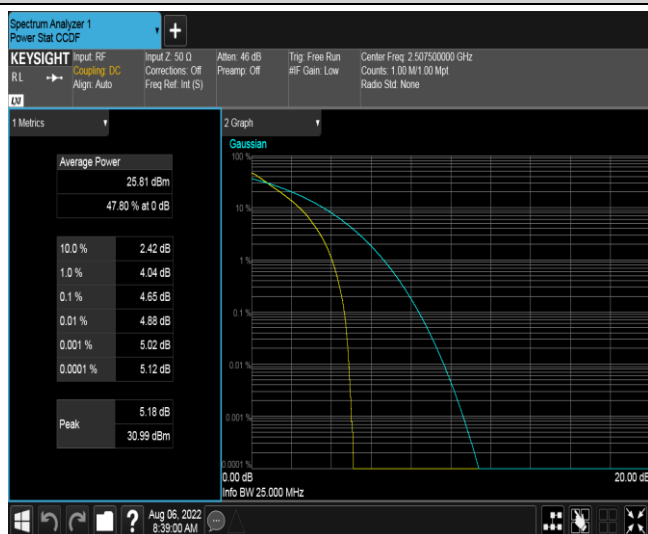 Spectrum Analyzer 1
Power Stat CCDF
+
KEYSIGHT
RL
LXI
Input: RF
Coupling: DC
Align: Auto
Input Z: 50 Ω
Corrections: Off
Freq Ref: Int (S)
Atten: 46 dB
Preamp: Off
Trig: Free Run
#IF Gain: Low
Center Freq: 2.507500000 GHz
Counts: 1.00 M/1.00 Mpt
Radio Std: None
1 Metrics
Average Power
25.81 dBm
47.80 % at 0 dB
10.0 % 2.42 dB
1.0 % 4.04 dB
0.1 % 4.65 dB
0.01 % 4.88 dB
0.001 % 5.02 dB
0.0001 % 5.12 dB
Peak
5.18 dB
30.99 dBm
2 Graph
Gaussian
100 %
10 %
1 %
0.1 %
0.01 %
0.001 %
0.0001 %
0.00 dB
20.00 dB
Info BW 25.000 MHz
?
Aug 06, 2022
8:39:00 AM